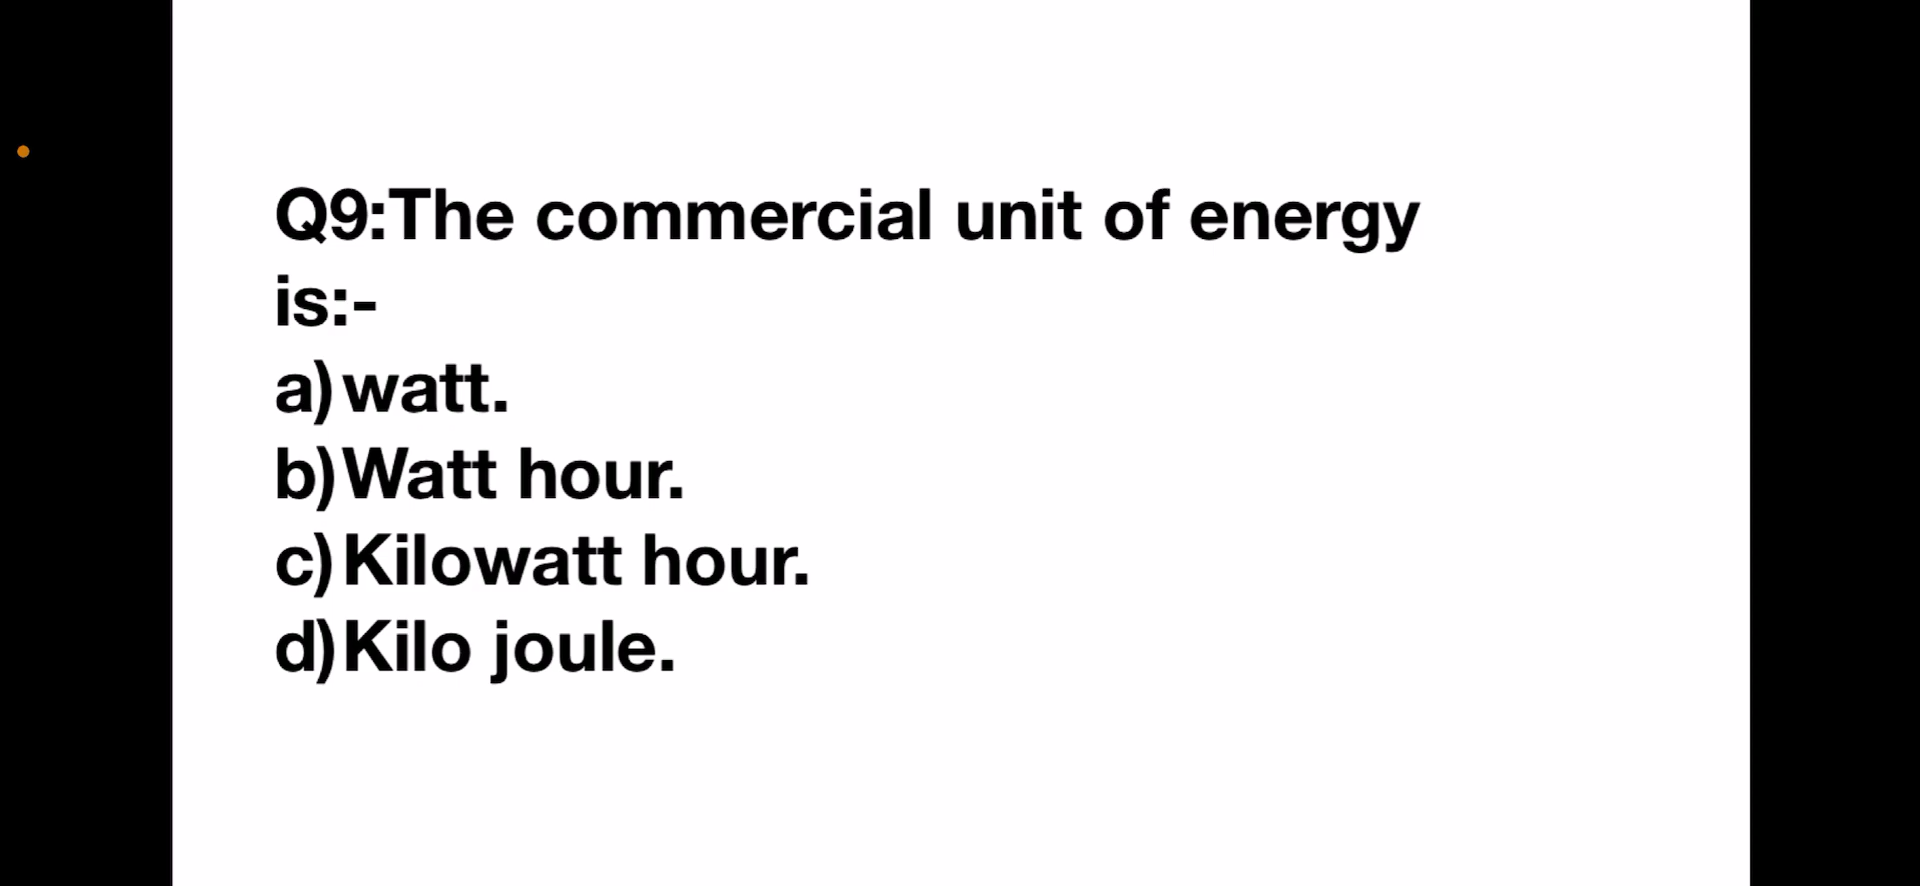 Q9:The commercial unit of energy
is:-
a)watt.
b)Watt hour.
c)Kilowatt hour.
d)Kilo joule.